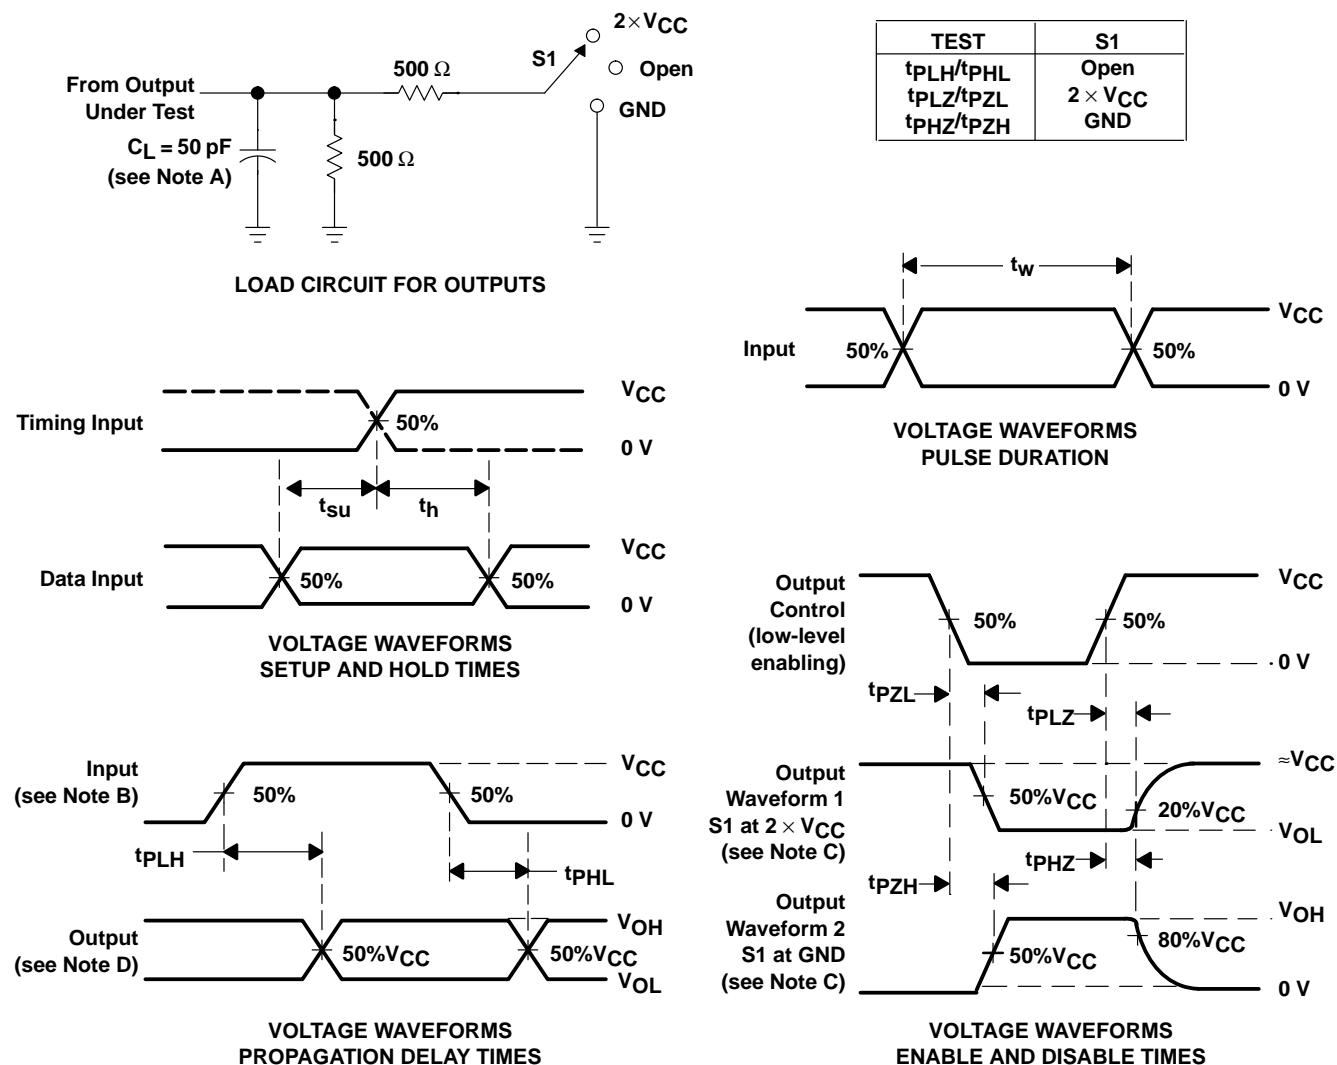 2 × VCC
S1
500 Ω
Open
From Output
Under Test
GND
CL = 50 pF
(see Note A)
500 Ω
LOAD CIRCUIT FOR OUTPUTS
TEST S1
tPLH/tPHL Open
tPLZ/tPZL 2 × VCC
tPHZ/tPZH GND
tw
VCC
Input 50% 50%
0 V
VOLTAGE WAVEFORMS
PULSE DURATION
VCC
Timing Input 50%
0 V
tsu th
VCC
Data Input 50% 50%
0 V
VOLTAGE WAVEFORMS
SETUP AND HOLD TIMES
Input
(see Note B)
50% 50%
VCC
0 V
tPLH
tPHL
Output
(see Note D)
VOH
50%VCC 50%VCC
VOL
VOLTAGE WAVEFORMS
PROPAGATION DELAY TIMES
Output
Control
(low-level
enabling)
VCC
50% 50%
0 V
tPZL
tPLZ
Output
Waveform 1
S1 at 2 × VCC
(see Note C)
≈VCC
50%VCC
20%VCC
VOL
tPHZ
tPZH
Output
Waveform 2
S1 at GND
(see Note C)
VOH
50%VCC
80%VCC
0 V
VOLTAGE WAVEFORMS
ENABLE AND DISABLE TIMES